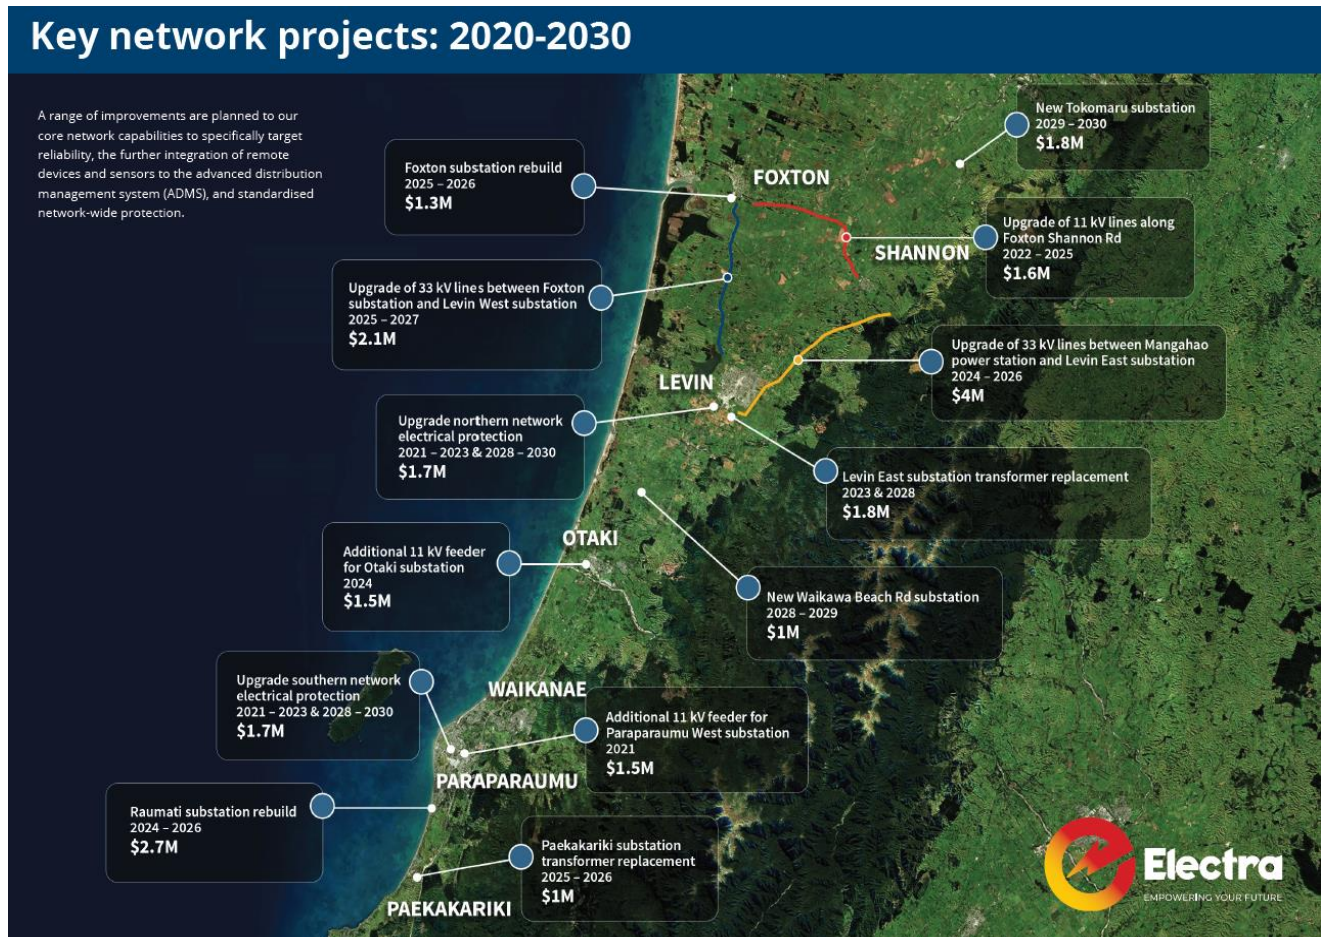 Key network projects: 2020-2030
A range of improvements are planned to our
core network capabilities to specifically target
reliability, the further integration of remote
devices and sensors to the advanced distribution
management system (ADMS), and standardised
network-wide protection.
New Tokomaru substation
2029 – 2030
$1.8M
Foxton substation rebuild
2025 – 2026
$1.3M
FOXTON
Upgrade of 11 kV lines along
Foxton Shannon Rd
2022 – 2025
$1.6M
SHANNON
Upgrade of 33 kV lines between Foxton
substation and Levin West substation
2025 – 2027
$2.1M
Upgrade of 33 kV lines between Mangahao
power station and Levin East substation
2024 – 2026
$4M
LEVIN
Upgrade northern network
electrical protection
2021 – 2023 & 2028 – 2030
$1.7M
Levin East substation transformer replacement
2023 & 2028
$1.8M
OTAKI
Additional 11 kV feeder
for Otaki substation
2024
$1.5M
New Waikawa Beach Rd substation
2028 – 2029
$1M
Upgrade southern network
electrical protection
2021 – 2023 & 2028 – 2030
$1.7M
WAIKANAE
Additional 11 kV feeder for
Paraparaumu West substation
2021
$1.5M
PARAPARAUMU
Raumati substation rebuild
2024 – 2026
$2.7M
Paekakariki substation
transformer replacement
2025 – 2026
$1M
PAEKAKARIKI
Electra
EMPOWERING YOUR FUTURE